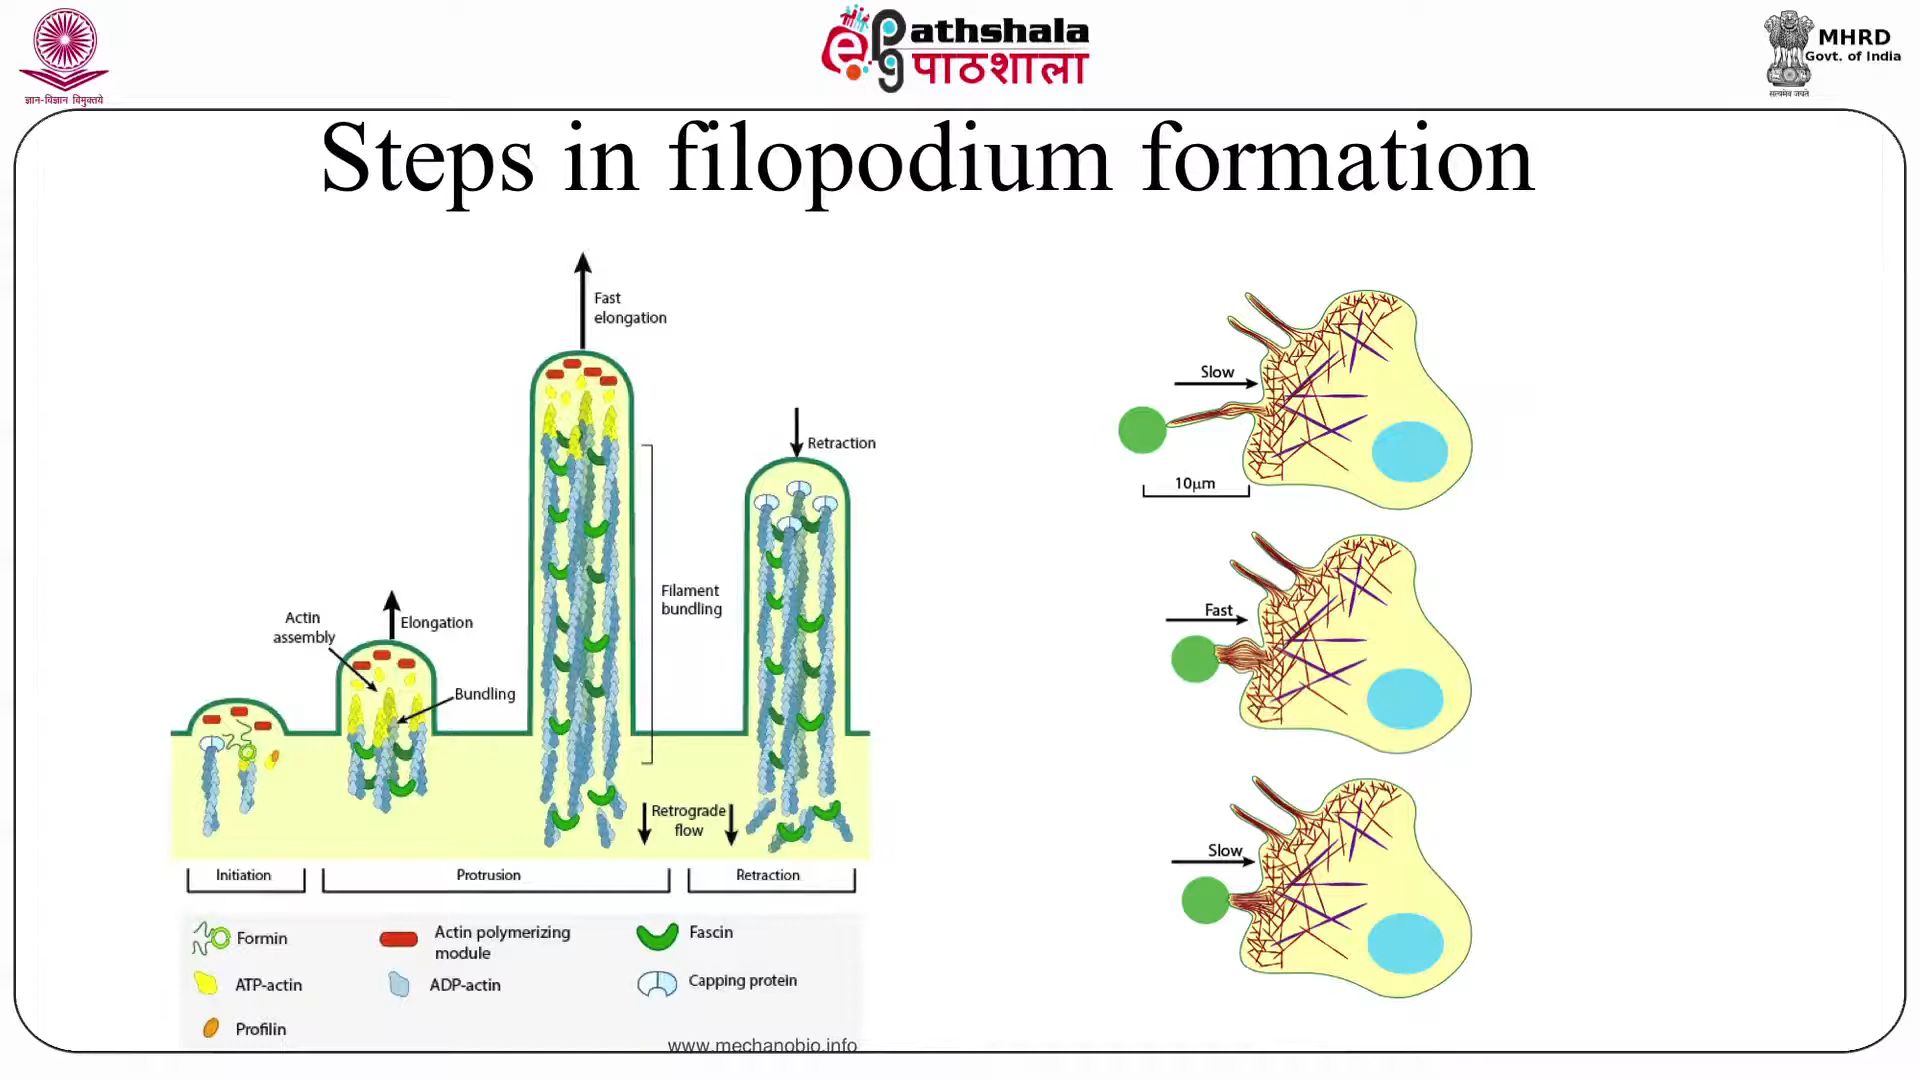 ज्ञान-विज्ञान विमुक्तये
ePathshala
पाठशाला
MHRD
Govt. of India
सत्यमेव जयते
Steps in filopodium formation
Fast
elongation
Retraction
Filament
bundling
Actin
assembly
Elongation
Bundling
Retrograde
flow
Initiation
Protrusion
Retraction
Formin
Actin polymerizing
module
Fascin
ATP-actin
ADP-actin
Capping protein
Profilin
www.mechanobio.info
Slow
10µm
Fast
Slow